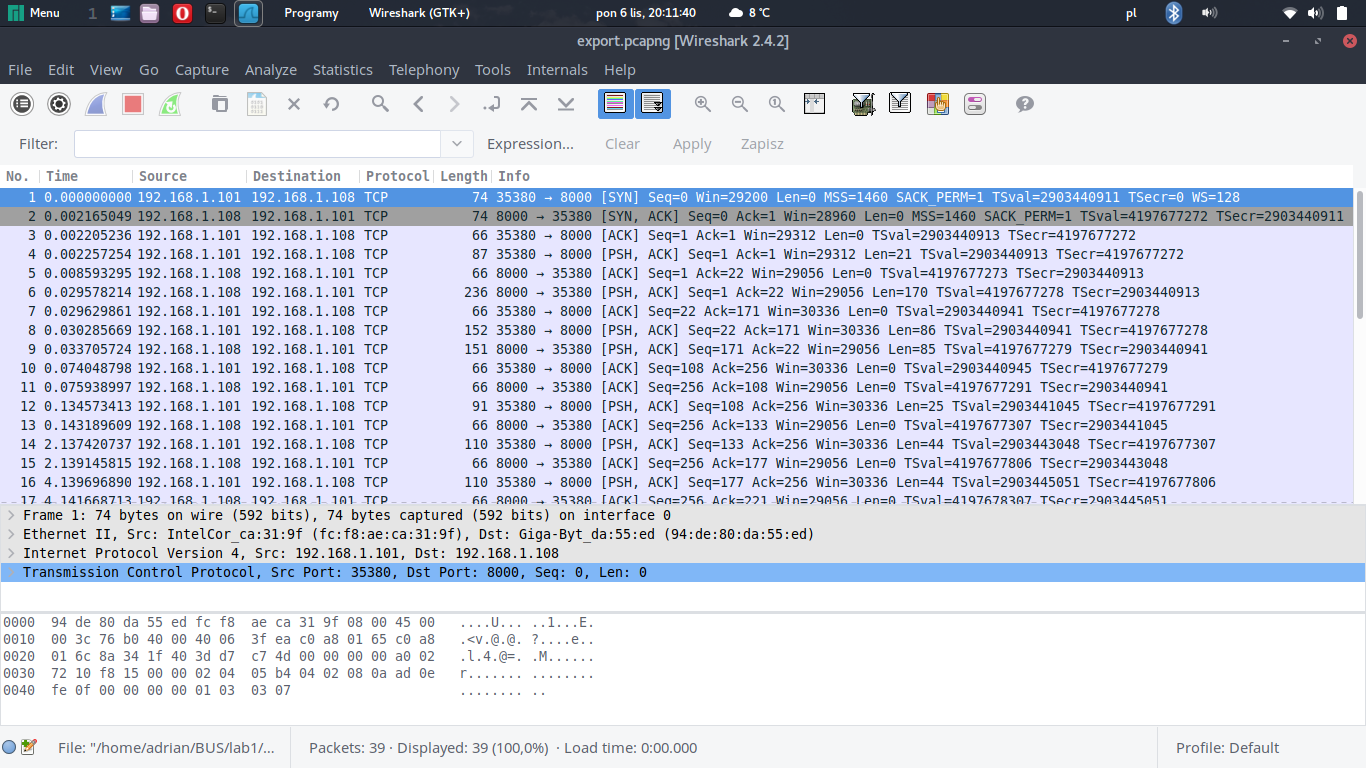 Menu 1 Programy Wireshark (GTK+) pon 6 lis, 20:11:40 8 °C pl
export.pcapng [Wireshark 2.4.2]
File Edit View Go Capture Analyze Statistics Telephony Tools Internals Help
Filter: Expression... Clear Apply Zapisz
No. Time Source Destination Protocol Length Info
1 0.000000000 192.168.1.101 192.168.1.108 TCP 74 35380 → 8000 [SYN] Seq=0 Win=29200 Len=0 MSS=1460 SACK_PERM=1 TSval=2903440911 TSecr=0 WS=128
2 0.002165049 192.168.1.108 192.168.1.101 TCP 74 8000 → 35380 [SYN, ACK] Seq=0 Ack=1 Win=28960 Len=0 MSS=1460 SACK_PERM=1 TSval=4197677272 TSecr=2903440911
3 0.002205236 192.168.1.101 192.168.1.108 TCP 66 35380 → 8000 [ACK] Seq=1 Ack=1 Win=29312 Len=0 TSval=2903440913 TSecr=4197677272
4 0.002257254 192.168.1.101 192.168.1.108 TCP 87 35380 → 8000 [PSH, ACK] Seq=1 Ack=1 Win=29312 Len=21 TSval=2903440913 TSecr=4197677272
5 0.008593295 192.168.1.108 192.168.1.101 TCP 66 8000 → 35380 [ACK] Seq=1 Ack=22 Win=29056 Len=0 TSval=4197677273 TSecr=2903440913
6 0.029578214 192.168.1.108 192.168.1.101 TCP 236 8000 → 35380 [PSH, ACK] Seq=1 Ack=22 Win=29056 Len=170 TSval=4197677278 TSecr=2903440913
7 0.029629861 192.168.1.101 192.168.1.108 TCP 66 35380 → 8000 [ACK] Seq=22 Ack=171 Win=30336 Len=0 TSval=2903440941 TSecr=4197677278
8 0.030285669 192.168.1.101 192.168.1.108 TCP 152 35380 → 8000 [PSH, ACK] Seq=22 Ack=171 Win=30336 Len=86 TSval=2903440941 TSecr=4197677278
9 0.033705724 192.168.1.108 192.168.1.101 TCP 151 8000 → 35380 [PSH, ACK] Seq=171 Ack=22 Win=29056 Len=85 TSval=4197677279 TSecr=2903440941
10 0.074048798 192.168.1.101 192.168.1.108 TCP 66 35380 → 8000 [ACK] Seq=108 Ack=256 Win=30336 Len=0 TSval=2903440945 TSecr=4197677279
11 0.075938997 192.168.1.108 192.168.1.101 TCP 66 8000 → 35380 [ACK] Seq=256 Ack=108 Win=29056 Len=0 TSval=4197677291 TSecr=2903440941
12 0.134573413 192.168.1.101 192.168.1.108 TCP 91 35380 → 8000 [PSH, ACK] Seq=108 Ack=256 Win=30336 Len=25 TSval=2903441045 TSecr=4197677291
13 0.143189609 192.168.1.108 192.168.1.101 TCP 66 8000 → 35380 [ACK] Seq=256 Ack=133 Win=29056 Len=0 TSval=4197677307 TSecr=2903441045
14 2.137420737 192.168.1.101 192.168.1.108 TCP 110 35380 → 8000 [PSH, ACK] Seq=133 Ack=256 Win=30336 Len=44 TSval=2903443048 TSecr=4197677307
15 2.139145815 192.168.1.108 192.168.1.101 TCP 66 8000 → 35380 [ACK] Seq=256 Ack=177 Win=29056 Len=0 TSval=4197677806 TSecr=2903443048
16 4.139696890 192.168.1.101 192.168.1.108 TCP 110 35380 → 8000 [PSH, ACK] Seq=177 Ack=256 Win=30336 Len=44 TSval=2903445051 TSecr=4197677806
17 4.141668713 192.168.1.108 192.168.1.101 TCP 66 8000 → 35380 [ACK] Seq=256 Ack=221 Win=29056 Len=0 TSval=4197678307 TSecr=2903445051
Frame 1: 74 bytes on wire (592 bits), 74 bytes captured (592 bits) on interface 0
Ethernet II, Src: IntelCor_ca:31:9f (fc:f8:ae:ca:31:9f), Dst: Giga-Byt_da:55:ed (94:de:80:da:55:ed)
Internet Protocol Version 4, Src: 192.168.1.101, Dst: 192.168.1.108
Transmission Control Protocol, Src Port: 35380, Dst Port: 8000, Seq: 0, Len: 0
0000 94 de 80 da 55 ed fc f8 ae ca 31 9f 08 00 45 00 ....U... ..1...E.
0010 00 3c 76 b0 40 00 40 06 3f ea c0 a8 01 65 c0 a8 .<v.@.@. ?....e..
0020 01 6c 8a 34 1f 40 3d d7 c7 4d 00 00 00 00 a0 02 .l.4.@=. .M......
0030 72 10 f8 15 00 00 02 04 05 b4 04 02 08 0a ad 0e r....... ........
0040 fe 0f 00 00 00 00 01 03 03 07 ........ ..
File: "/home/adrian/BUS/lab1/... Packets: 39 · Displayed: 39 (100,0%) · Load time: 0:00.000 Profile: Default